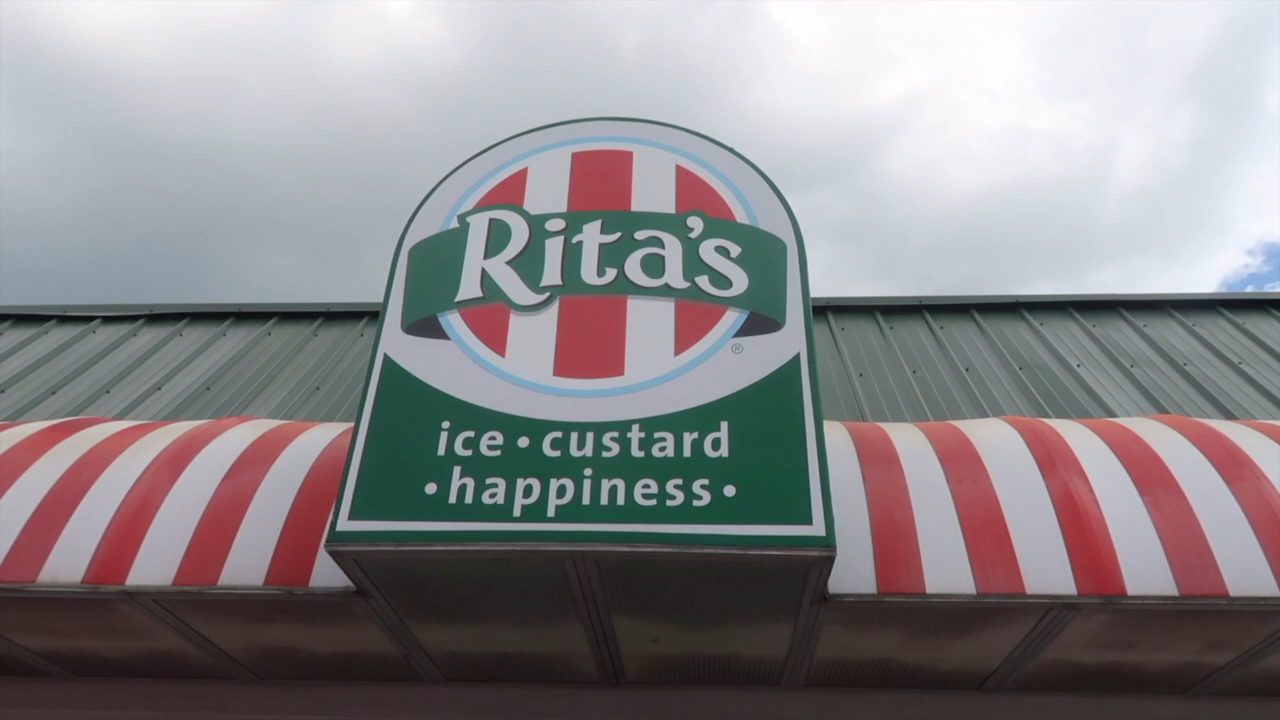 Rita's
®
ice • custard
• happiness •